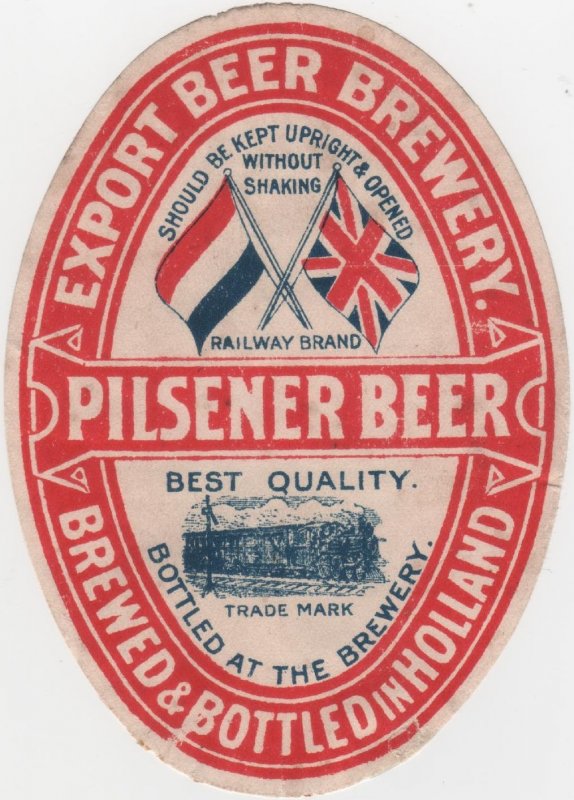 EXPORT BEER BREWERY.
SHOULD BE KEPT UPRIGHT & OPENED
WITHOUT
SHAKING
RAILWAY BRAND
PILSENER BEER
BEST QUALITY.
TRADE MARK
BOTTLED AT THE BREWERY.
BREWED & BOTTLED IN HOLLAND